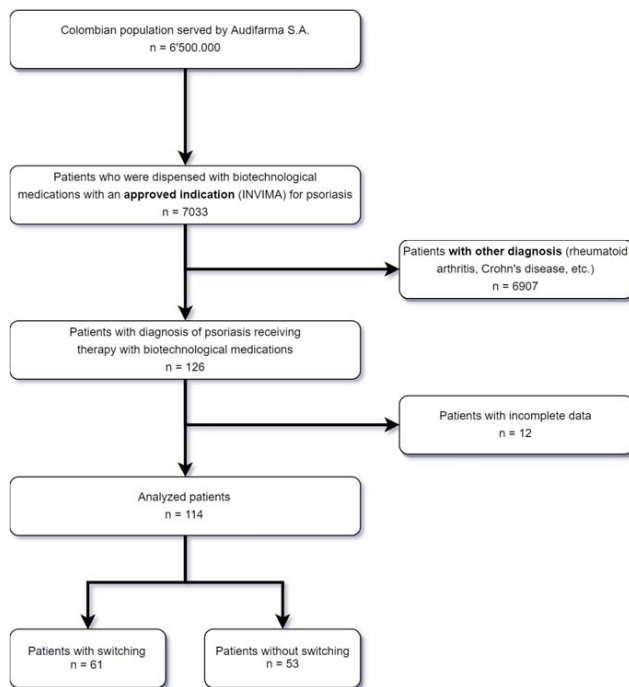 Colombian population served by Audifarma S.A.
n = 6'500.000
Patients who were dispensed with biotechnological
medications with an approved indication (INVIMA) for psoriasis
n = 7033
Patients with other diagnosis (rheumatoid
arthritis, Crohn's disease, etc.)
n = 6907
Patients with diagnosis of psoriasis receiving
therapy with biotechnological medications
n = 126
Patients with incomplete data
n = 12
Analyzed patients
n = 114
Patients with switching
n = 61
Patients without switching
n = 53